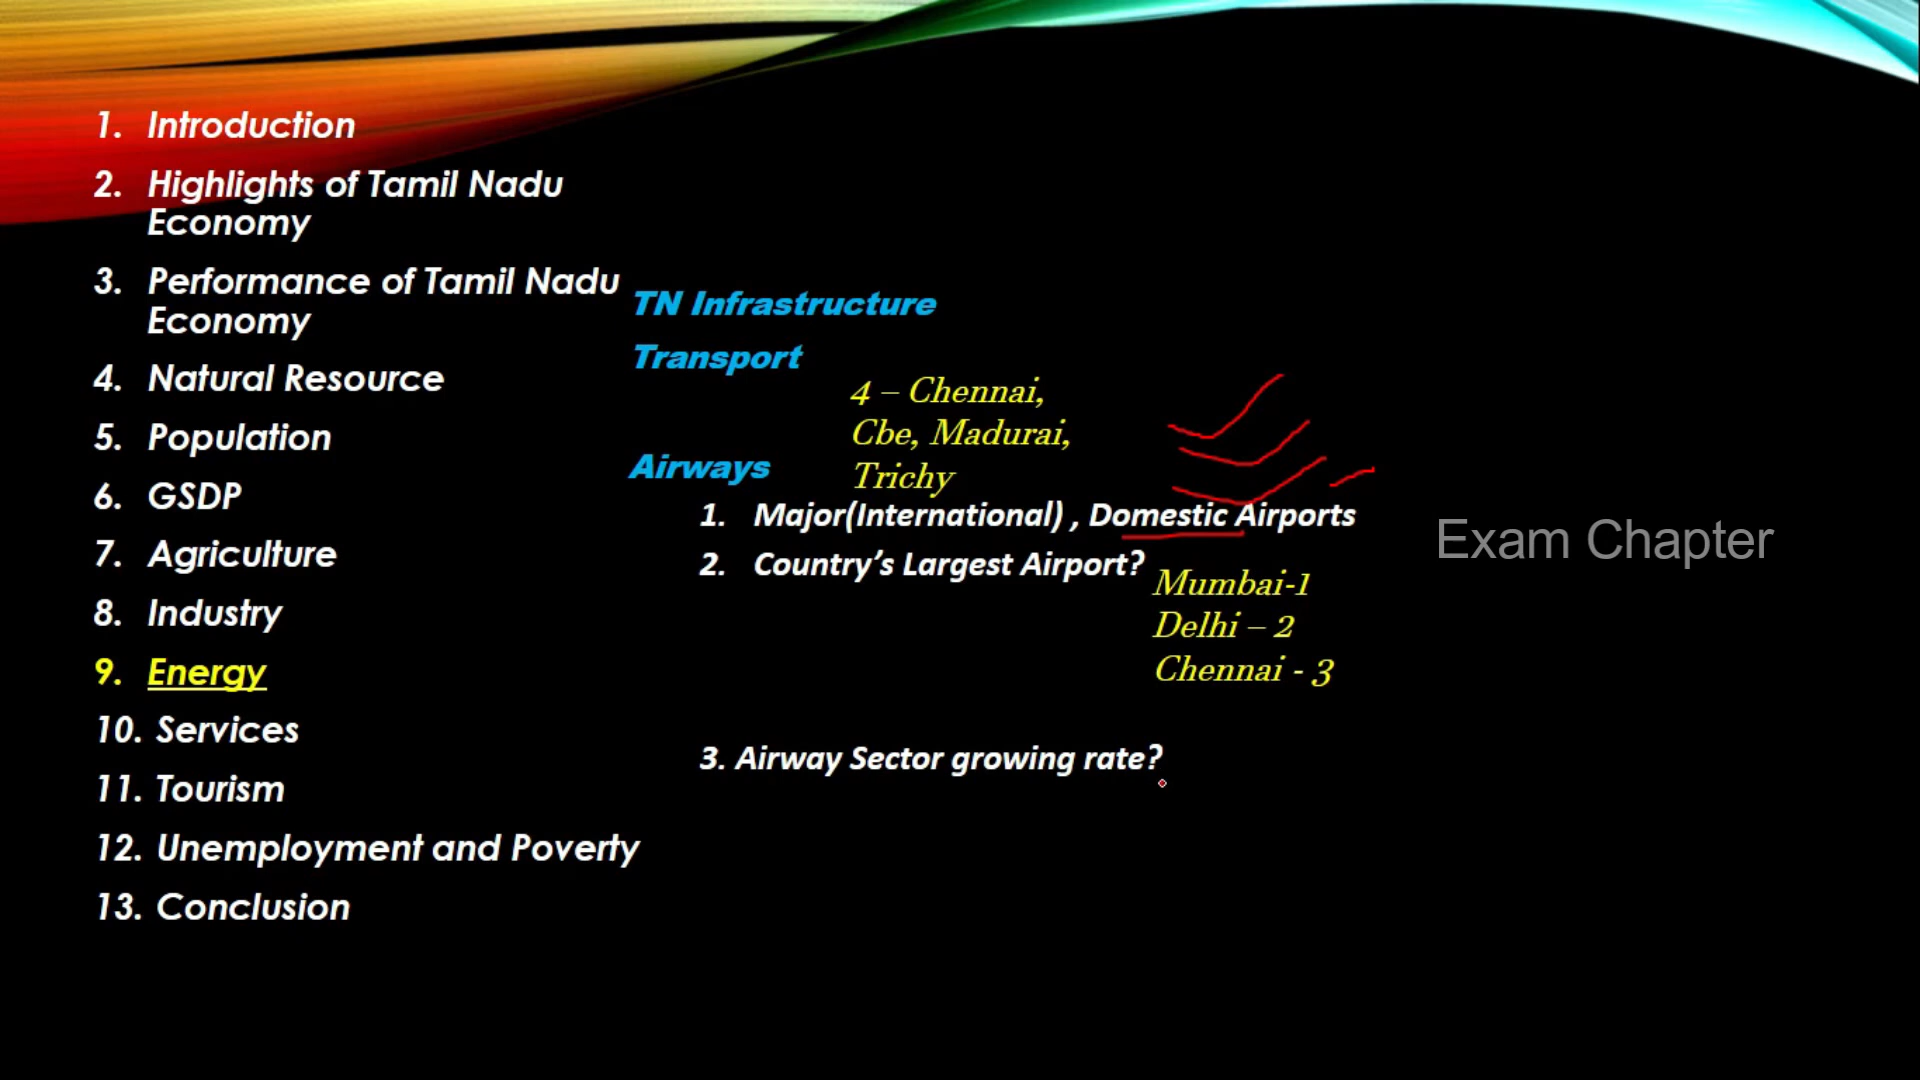 1. Introduction
2. Highlights of Tamil Nadu
Economy
3. Performance of Tamil Nadu
Economy
4. Natural Resource
5. Population
6. GSDP
7. Agriculture
8. Industry
9. Energy
10. Services
11. Tourism
12. Unemployment and Poverty
13. Conclusion
TN Infrastructure
Transport
4 – Chennai,
Cbe, Madurai,
Trichy
Airways
1. Major(International) , Domestic Airports
2. Country’s Largest Airport?
Mumbai-1
Delhi – 2
Chennai - 3
3. Airway Sector growing rate?
Exam Chapter